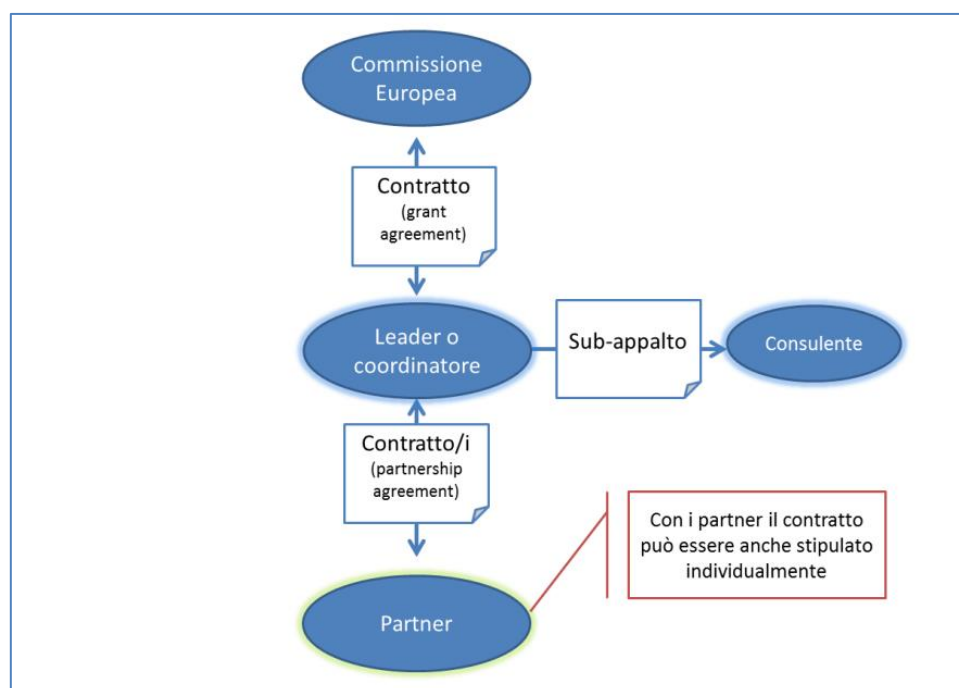 Commissione
Europea
Contratto
(grant
agreement)
Leader o
coordinatore
Sub-appalto
Consulente
Contratto/i
(partnership
agreement)
Con i partner il contratto
può essere anche stipulato
individualmente
Partner